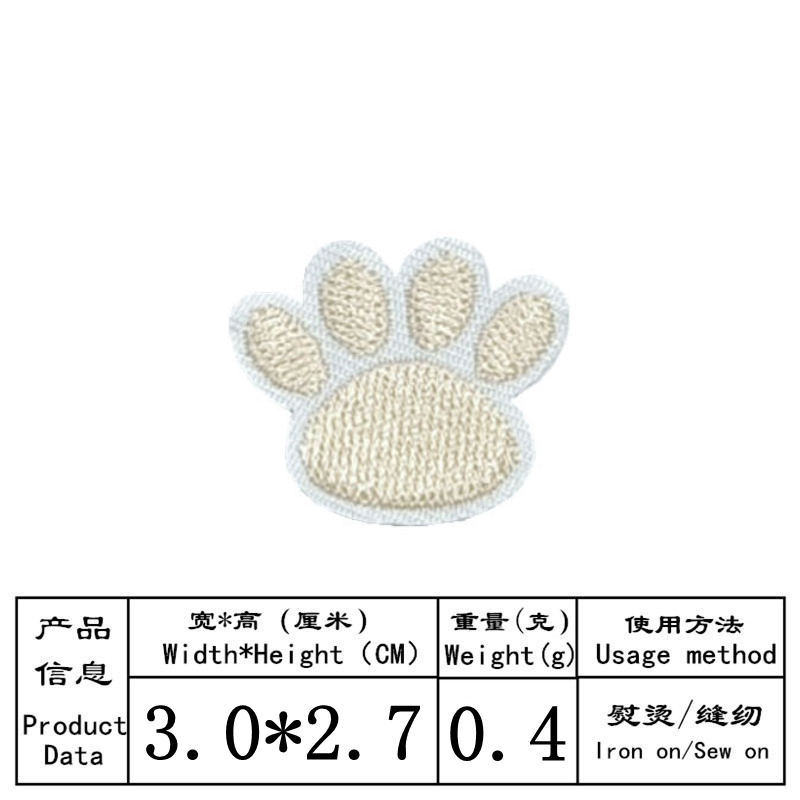 产品
信息
Product
Data
宽*高 (厘米)
Width*Height (CM)
重量(克)
Weight(g)
使用方法
Usage method
3.0*2.7
0.4
熨烫/缝纫
Iron on/Sew on